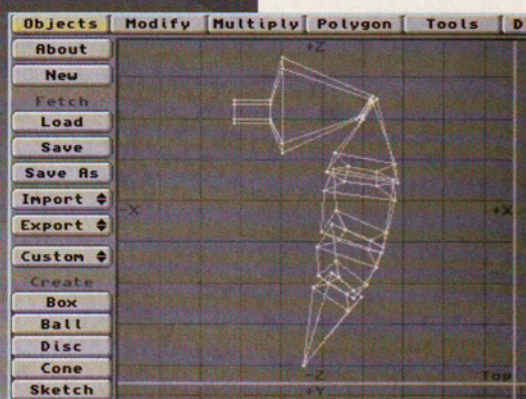 Objects Modify Multiply Polygon Tools D
About
New
Fetch
Load
Save
Save As
Import
Export
Custom
Create
Box
Ball
Disc
Cone
Sketch
+Z
-X +X
-Z Top
+Y